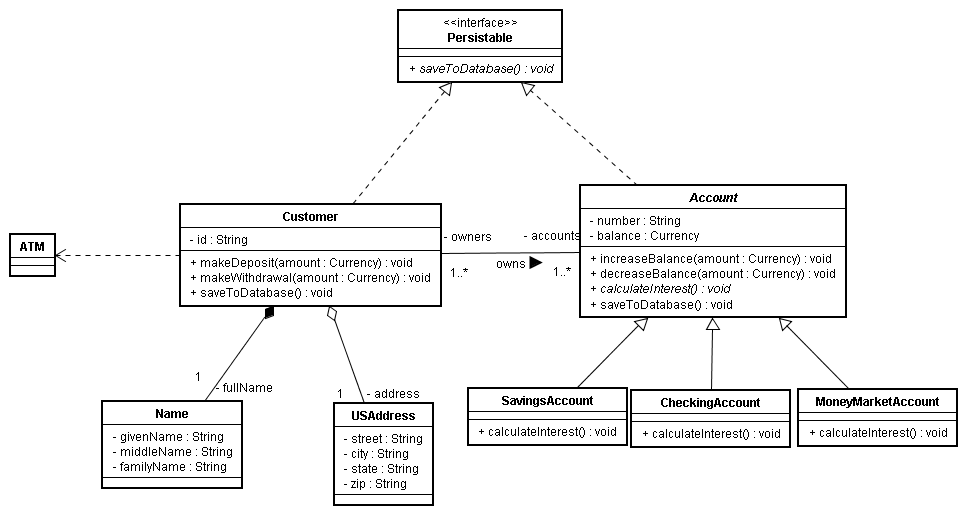 <<interface>>
Persistable
+ saveToDatabase() : void
Customer
- id : String
+ makeDeposit(amount : Currency) : void
+ makeWithdrawal(amount : Currency) : void
+ saveToDatabase() : void
Account
- number : String
- balance : Currency
+ increaseBalance(amount : Currency) : void
+ decreaseBalance(amount : Currency) : void
+ calculateInterest() : void
+ saveToDatabase() : void
ATM
- owners
- accounts
1..*
owns
1..*
1
- fullName
1
- address
Name
- givenName : String
- middleName : String
- familyName : String
USAddress
- street : String
- city : String
- state : String
- zip : String
SavingsAccount
+ calculateInterest() : void
CheckingAccount
+ calculateInterest() : void
MoneyMarketAccount
+ calculateInterest() : void